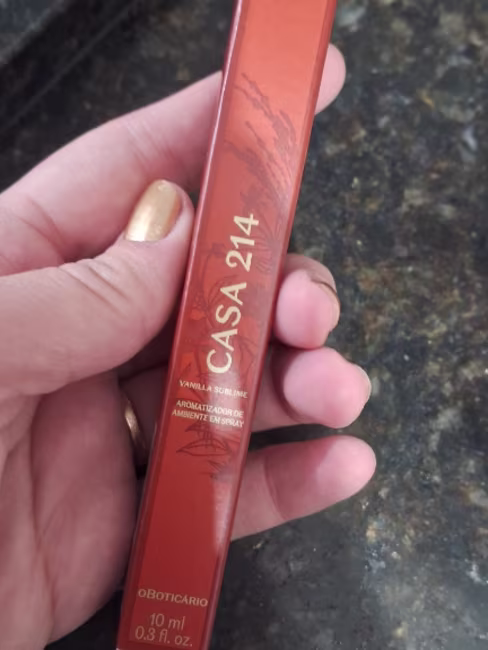 CASA 214
VANILLA SUBLIME
AROMATIZADOR DE
AMBIENTE EM SPRAY
oBOTICÁRIO
10 ml
0.3 fl. oz.